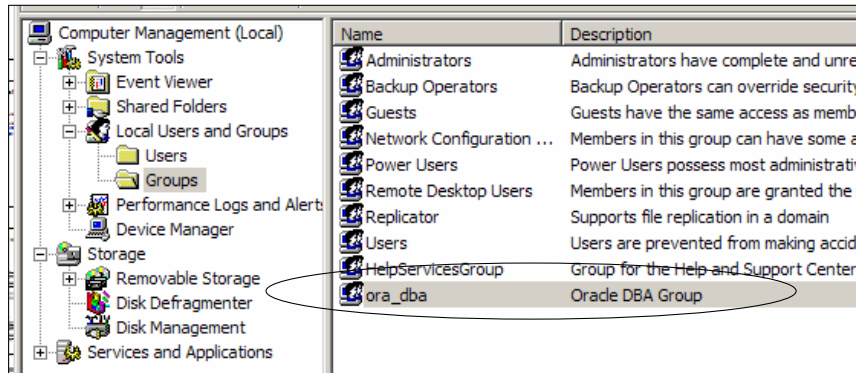 Computer Management (Local)
System Tools
Event Viewer
Shared Folders
Local Users and Groups
Users
Groups
Performance Logs and Alert
Device Manager
Storage
Removable Storage
Disk Defragmenter
Disk Management
Services and Applications
Name Description
Administrators Administrators have complete and unre
Backup Operators Backup Operators can override security
Guests Guests have the same access as memb
Network Configuration ... Members in this group can have some a
Power Users Power Users possess most administrativ
Remote Desktop Users Members in this group are granted the
Replicator Supports file replication in a domain
Users Users are prevented from making accid
HelpServicesGroup Group for the Help and Support Center
ora_dba Oracle DBA Group